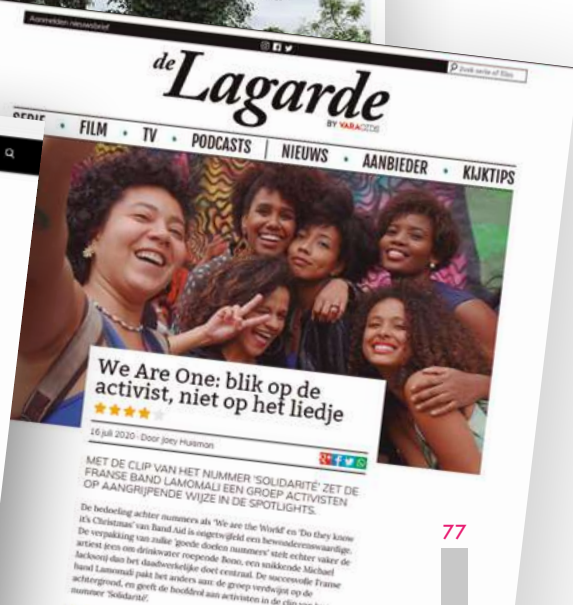 Aanmelden nieuwsbrief
Zoek serie of film
de Lagarde
BY VARAGIDS
SERIE • FILM • TV • PODCASTS | NIEUWS • AANBIEDER • KIJKTIPS
We Are One: blik op de
activist, niet op het liedje
16 juli 2020 - Door Joey Huisman
MET DE CLIP VAN HET NUMMER 'SOLIDARITÉ' ZET DE
FRANSE BAND LAMOMALI EEN GROEP ACTIVISTEN
OP AANGRIJPENDE WIJZE IN DE SPOTLIGHTS.
De bedoeling achter nummers als 'We are the World' en 'Do they know
it's Christmas' van Band Aid is ongetwijfeld een bewonderenswaardige.
De verpakking van zulke 'goede doelen nummers' stelt echter vaker de
artiest (een om drinkwater roepende Bono, een snikkende Michael
Jackson) dan het daadwerkelijke doel centraal. De succesvolle Franse
band Lamomali pakt het anders aan: de groep verdwijnt op de
achtergrond, en geeft de hoofdrol aan activisten in de clip van
nummer 'Solidarité'.
77